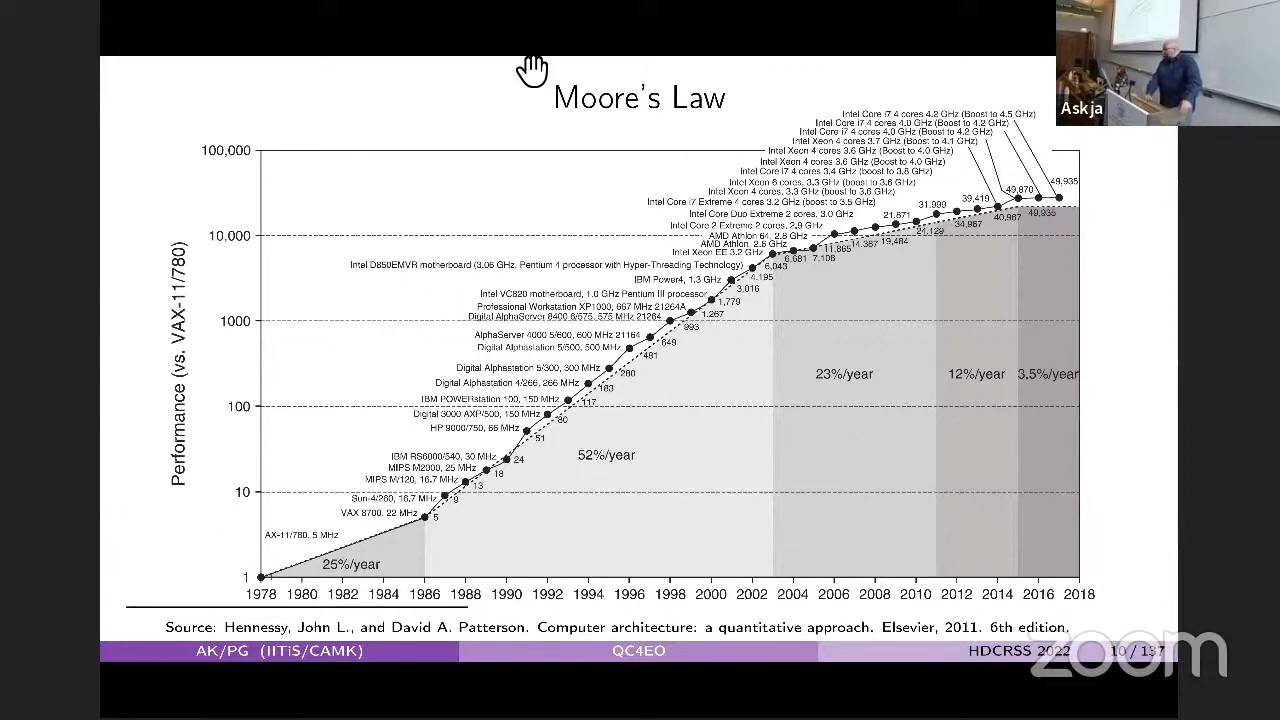 Askja
Moore's Law
Intel Core i7 4 cores 4.2 GHz (Boost to 4.5 GHz)
Intel Core i7 4 cores 4.0 GHz (Boost to 4.2 GHz)
Intel Core i7 4 cores 4.0 GHz (Boost to 4.2 GHz)
Intel Xeon 4 cores 3.7 GHz (Boost to 4.1 GHz)
Intel Xeon 4 cores 3.6 GHz (Boost to 4.0 GHz)
Intel Xeon 4 cores 3.6 GHz (Boost to 4.0 GHz)
Intel Core i7 4 cores 3.4 GHz (boost to 3.8 GHz)
Intel Xeon 6 cores, 3.3 GHz (boost to 3.6 GHz)
Intel Xeon 4 cores, 3.3 GHz (boost to 3.6 GHz)
Intel Core i7 Extreme 4 cores 3.2 GHz (boost to 3.5 GHz)
Intel Core Duo Extreme 2 cores, 3.0 GHz
Intel Core 2 Extreme 2 cores, 2.9 GHz
AMD Athlon 64, 2.8 GHz
AMD Athlon, 2.6 GHz
Intel Xeon EE 3.2 GHz
Intel D850EMVR motherboard (3.06 GHz, Pentium 4 processor with Hyper-Threading Technology)
IBM Power4, 1.3 GHz
Intel VC820 motherboard, 1.0 GHz Pentium III processor
Professional Workstation XP1000, 667 MHz 21264A
Digital AlphaServer 8400 6/575, 575 MHz 21264
AlphaServer 4000 5/600, 600 MHz 21164
Digital Alphastation 5/500, 500 MHz
Digital Alphastation 5/300, 300 MHz
Digital Alphastation 4/266, 266 MHz
IBM POWERstation 100, 150 MHz
Digital 3000 AXP/500, 150 MHz
HP 9000/750, 66 MHz
IBM RS6000/540, 30 MHz
MIPS M2000, 25 MHz
MIPS M/120, 16.7 MHz
Sun-4/260, 16.7 MHz
VAX 8700, 22 MHz
AX-11/780, 5 MHz
5
9
13
18
24
51
80
117
183
280
481
649
993
1,267
1,779
3,016
4,195
6,043
6,681
7,108
11,865
14,387
19,484
21,871
24,129
31,999
34,967
39,419
40,967
49,870
49,935
49,935
25%/year
52%/year
23%/year
12%/year
3.5%/year
Performance (vs. VAX-11/780)
100,000
10,000
1000
100
10
1
1978 1980 1982 1984 1986 1988 1990 1992 1994 1996 1998 2000 2002 2004 2006 2008 2010 2012 2014 2016 2018
Source: Hennessy, John L., and David A. Patterson. Computer architecture: a quantitative approach. Elsevier, 2011. 6th edition.
AK/PG (IITiS/CAMK) QC4EO HDCRSS 2022 10 / 137
zoom